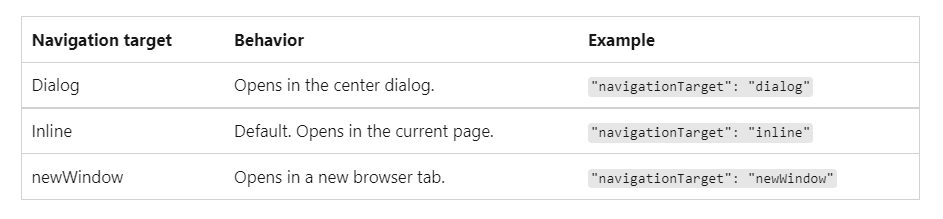 Navigation target Behavior Example
Dialog Opens in the center dialog. "navigationTarget": "dialog"
Inline Default. Opens in the current page. "navigationTarget": "inline"
newWindow Opens in a new browser tab. "navigationTarget": "newWindow"